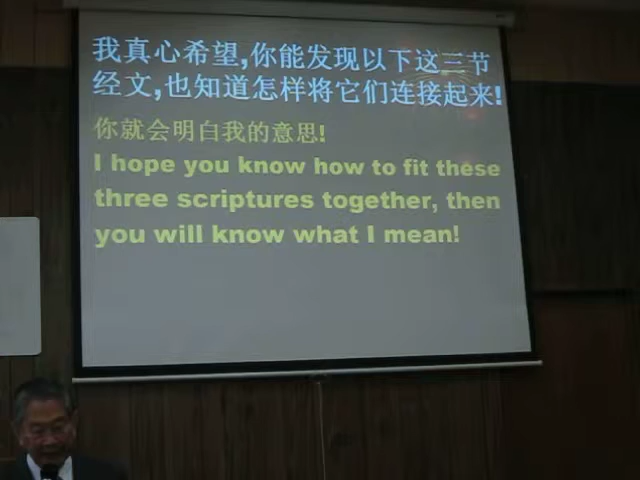 我真心希望,你能发现以下这三节
经文,也知道怎样将它们连接起来!
你就会明白我的意思!
I hope you know how to fit these
three scriptures together, then
you will know what I mean!